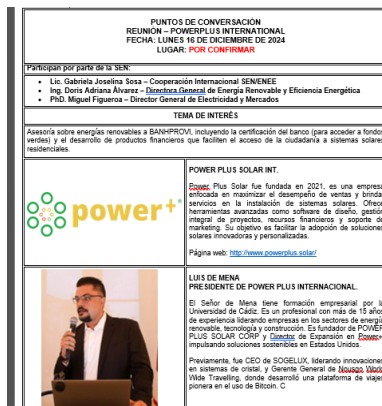 PUNTOS DE CONVERSACIÓN
REUNIÓN – POWERPLUS INTERNATIONAL
FECHA: LUNES 16 DE DICIEMBRE DE 2024
LUGAR: POR CONFIRMAR
Participan por parte de la SEN:
• Lic. Gabriela Joselina Sosa – Cooperación Internacional SEN/ENEE
• Ing. Doris Adriana Álvarez – Directora General de Energía Renovable y Eficiencia Energética
• PhD. Miguel Figueroa – Director General de Electricidad y Mercados
TEMA DE INTERÉS
Asesoría sobre energías renovables a BANHPROVI, incluyendo la certificación del banco (para acceder a fondos
verdes) y el desarrollo de productos financieros que faciliten el acceso de la ciudadanía a sistemas solares
residenciales.
POWER PLUS SOLAR INT.
Power Plus Solar fue fundada en 2021, es una empresa
enfocada en maximizar el desempeño de ventas y brinda
servicios en la instalación de sistemas solares. Ofrece
herramientas avanzadas como software de diseño, gestión
integral de proyectos, recursos financieros y soporte de
marketing. Su objetivo es facilitar la adopción de soluciones
solares innovadoras y personalizadas.
Página web: http://www.powerplus.solar/
power+
LUIS DE MENA
PRESIDENTE DE POWER PLUS INTERNATIONAL.
El Señor de Mena tiene formación empresarial por la
Universidad de Cádiz. Es un profesional con más de 15 años
de experiencia liderando empresas en los sectores de energía
renovable, tecnología y construcción. Es fundador de POWER
PLUS SOLAR CORP y Director de Expansión en Power+,
impulsando soluciones sostenibles en Estados Unidos.
Previamente, fue CEO de SOGELUX, liderando innovaciones
en sistemas de cristal, y Gerente General de Nousgo World
Wide Travelling, donde desarrolló una plataforma de viajes
pionera en el uso de Bitcoin. C